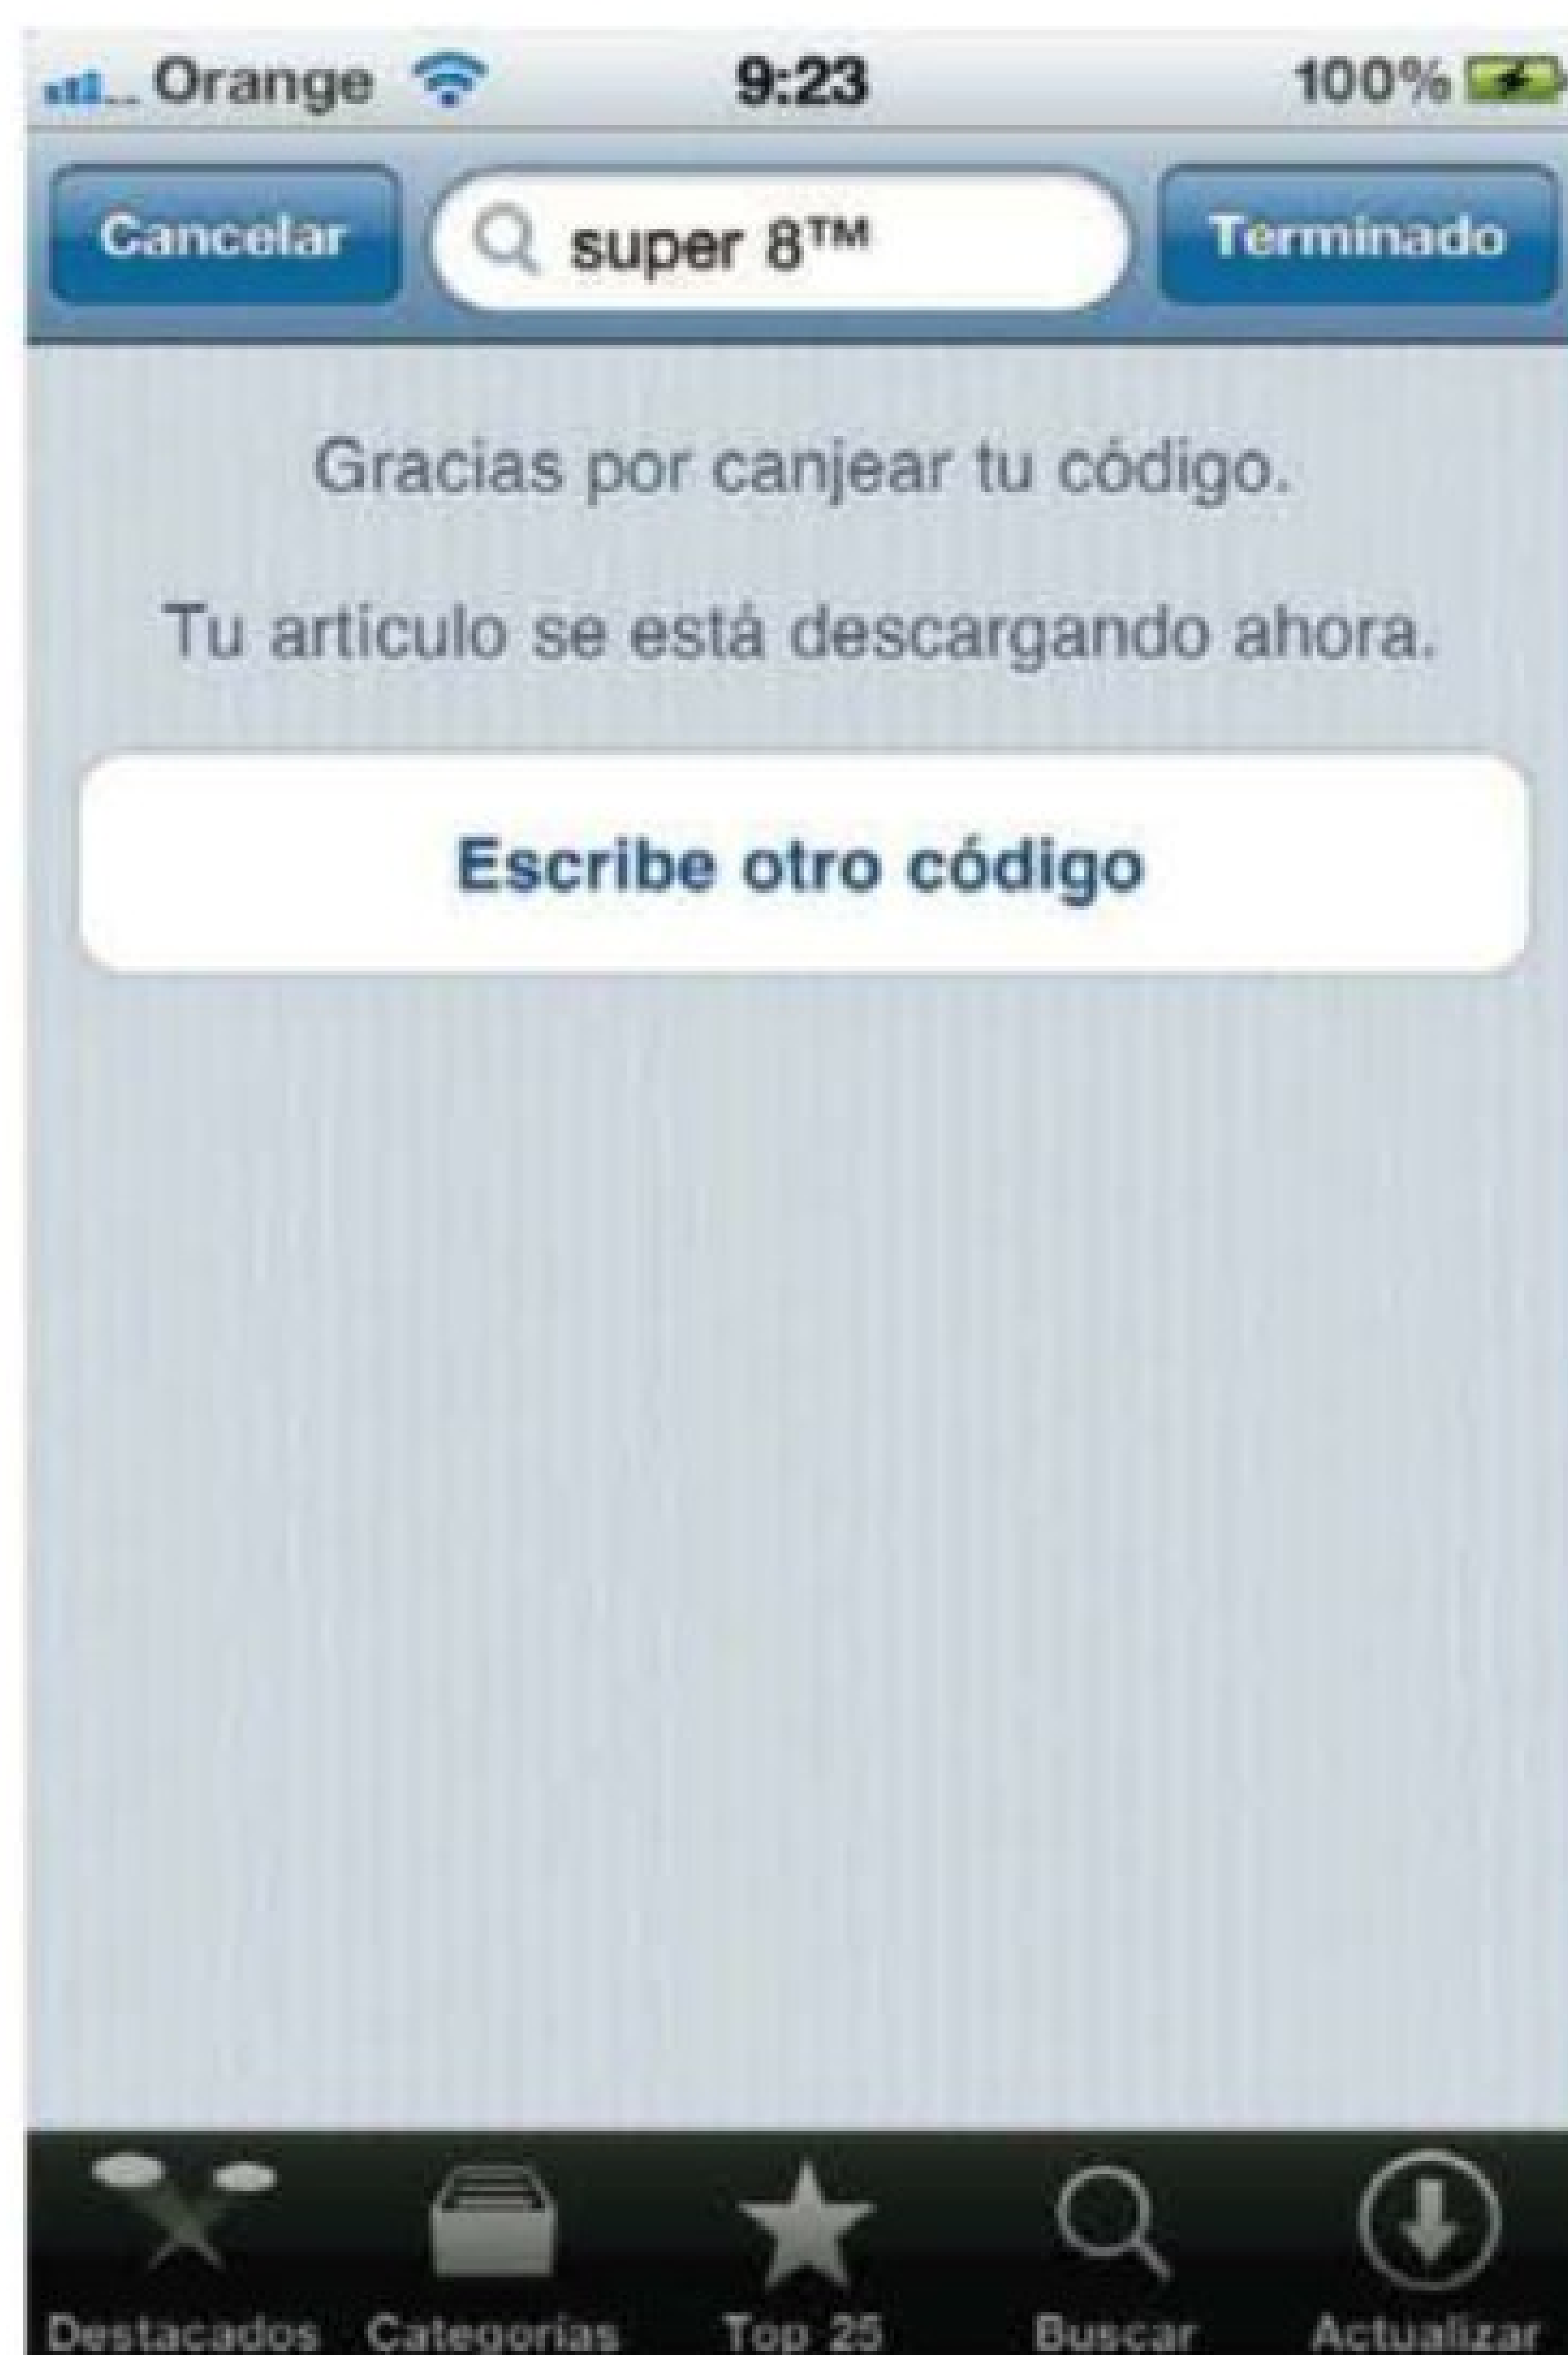 Orange 9:23 100%
Cancelar super 8™ Terminado
Gracias por canjear tu código.
Tu artículo se está descargando ahora.
Escribe otro código
Destacados Categorías Top 25 Buscar Actualizar